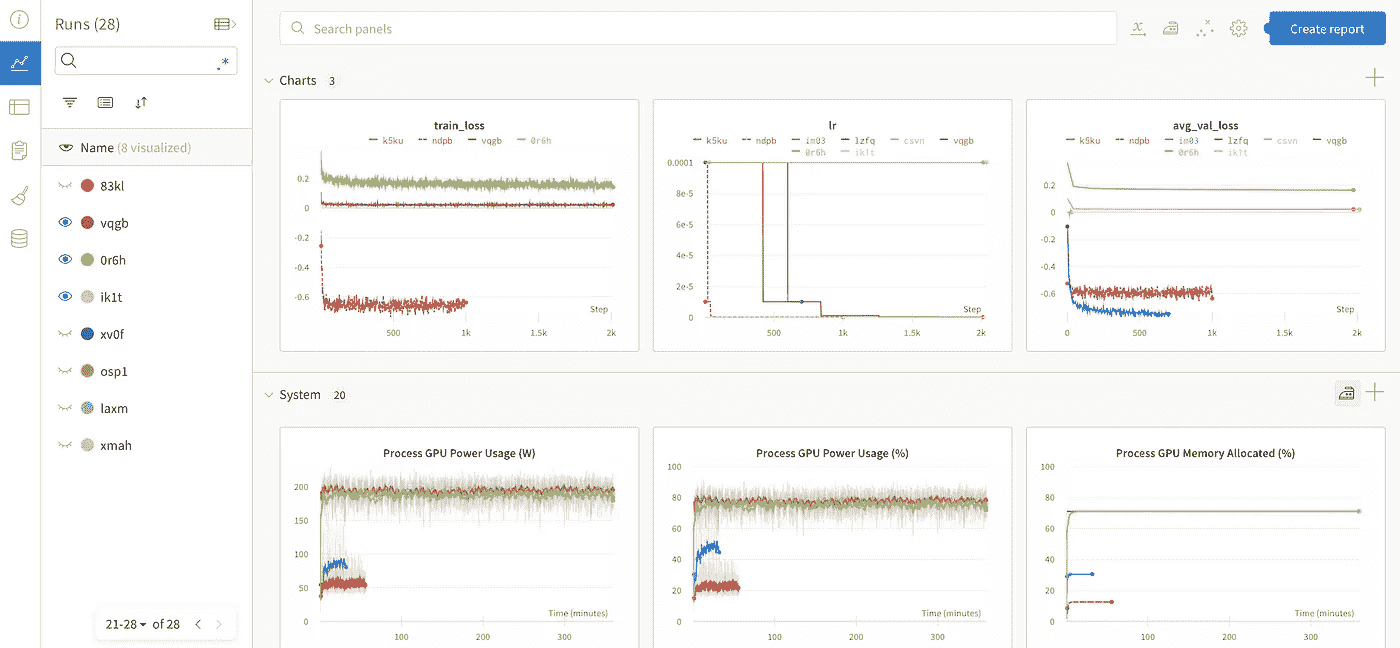 Runs (28)
.*
Name (8 visualized)
83kl
vqgb
0r6h
ik1t
xv0f
osp1
laxm
xmah
21-28 of 28
Search panels
Create report
Charts 3
train_loss
k5ku ndpb vqgb 0r6h
0.2
0
-0.2
-0.4
-0.6
Step
500 1k 1.5k 2k
lr
k5ku ndpb im03 lzfq csvn vqgb
0r6h ik1t
0.0001
8e-5
6e-5
4e-5
2e-5
0
Step
500 1k 1.5k 2k
avg_val_loss
k5ku ndpb im03 lzfq csvn vqgb
0r6h ik1t
0.2
0
-0.2
-0.4
-0.6
Step
0 500 1k 1.5k 2k
System 20
Process GPU Power Usage (W)
200
150
100
50
0
Time (minutes)
100 200 300
Process GPU Power Usage (%)
100
80
60
40
20
0
Time (minutes)
100 200 300
Process GPU Memory Allocated (%)
100
80
60
40
20
0
Time (minutes)
100 200 300